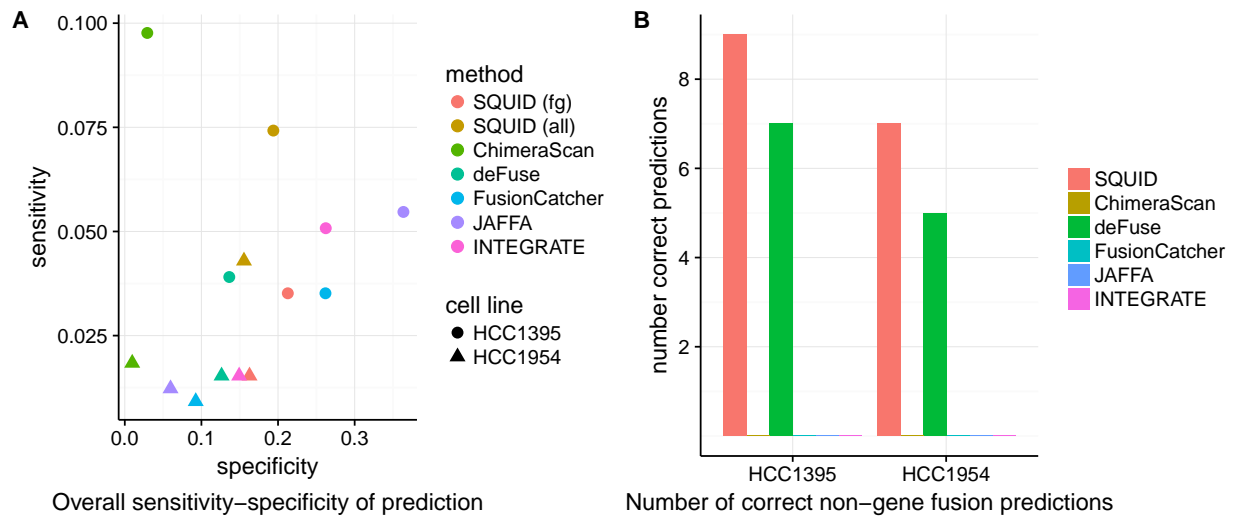 A
0.100
0.075
0.050
0.025
sensitivity
0.0
0.1
0.2
0.3
specificity
Overall sensitivity−specificity of prediction
method
SQUID (fg)
SQUID (all)
ChimeraScan
deFuse
FusionCatcher
JAFFA
INTEGRATE
cell line
HCC1395
HCC1954
B
8
6
4
2
number correct predictions
HCC1395
HCC1954
Number of correct non−gene fusion predictions
SQUID
ChimeraScan
deFuse
FusionCatcher
JAFFA
INTEGRATE